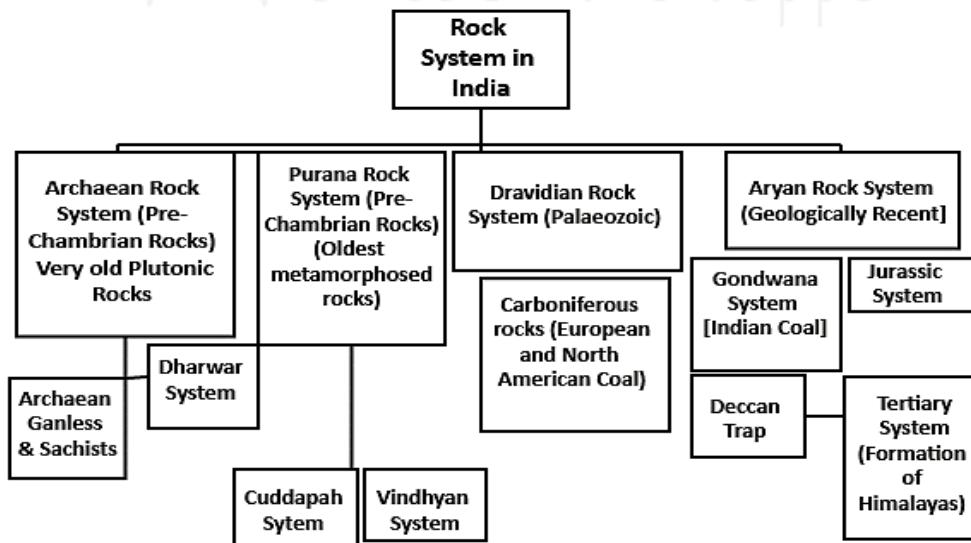 Rock
System in
India
Archaean Rock
System (Pre-
Chambrian Rocks)
Very old Plutonic
Rocks
Purana Rock
System (Pre-
Chambrian Rocks)
(Oldest
metamorphosed
rocks)
Dravidian Rock
System (Palaeozoic)
Aryan Rock System
(Geologically Recent]
Archaean
Ganless
& Sachists
Dharwar
System
Cuddapah
Sytem
Vindhyan
System
Carboniferous
rocks (European
and North
American Coal)
Gondwana
System
[Indian Coal]
Jurassic
System
Deccan
Trap
Tertiary
System
(Formation
of
Himalayas)